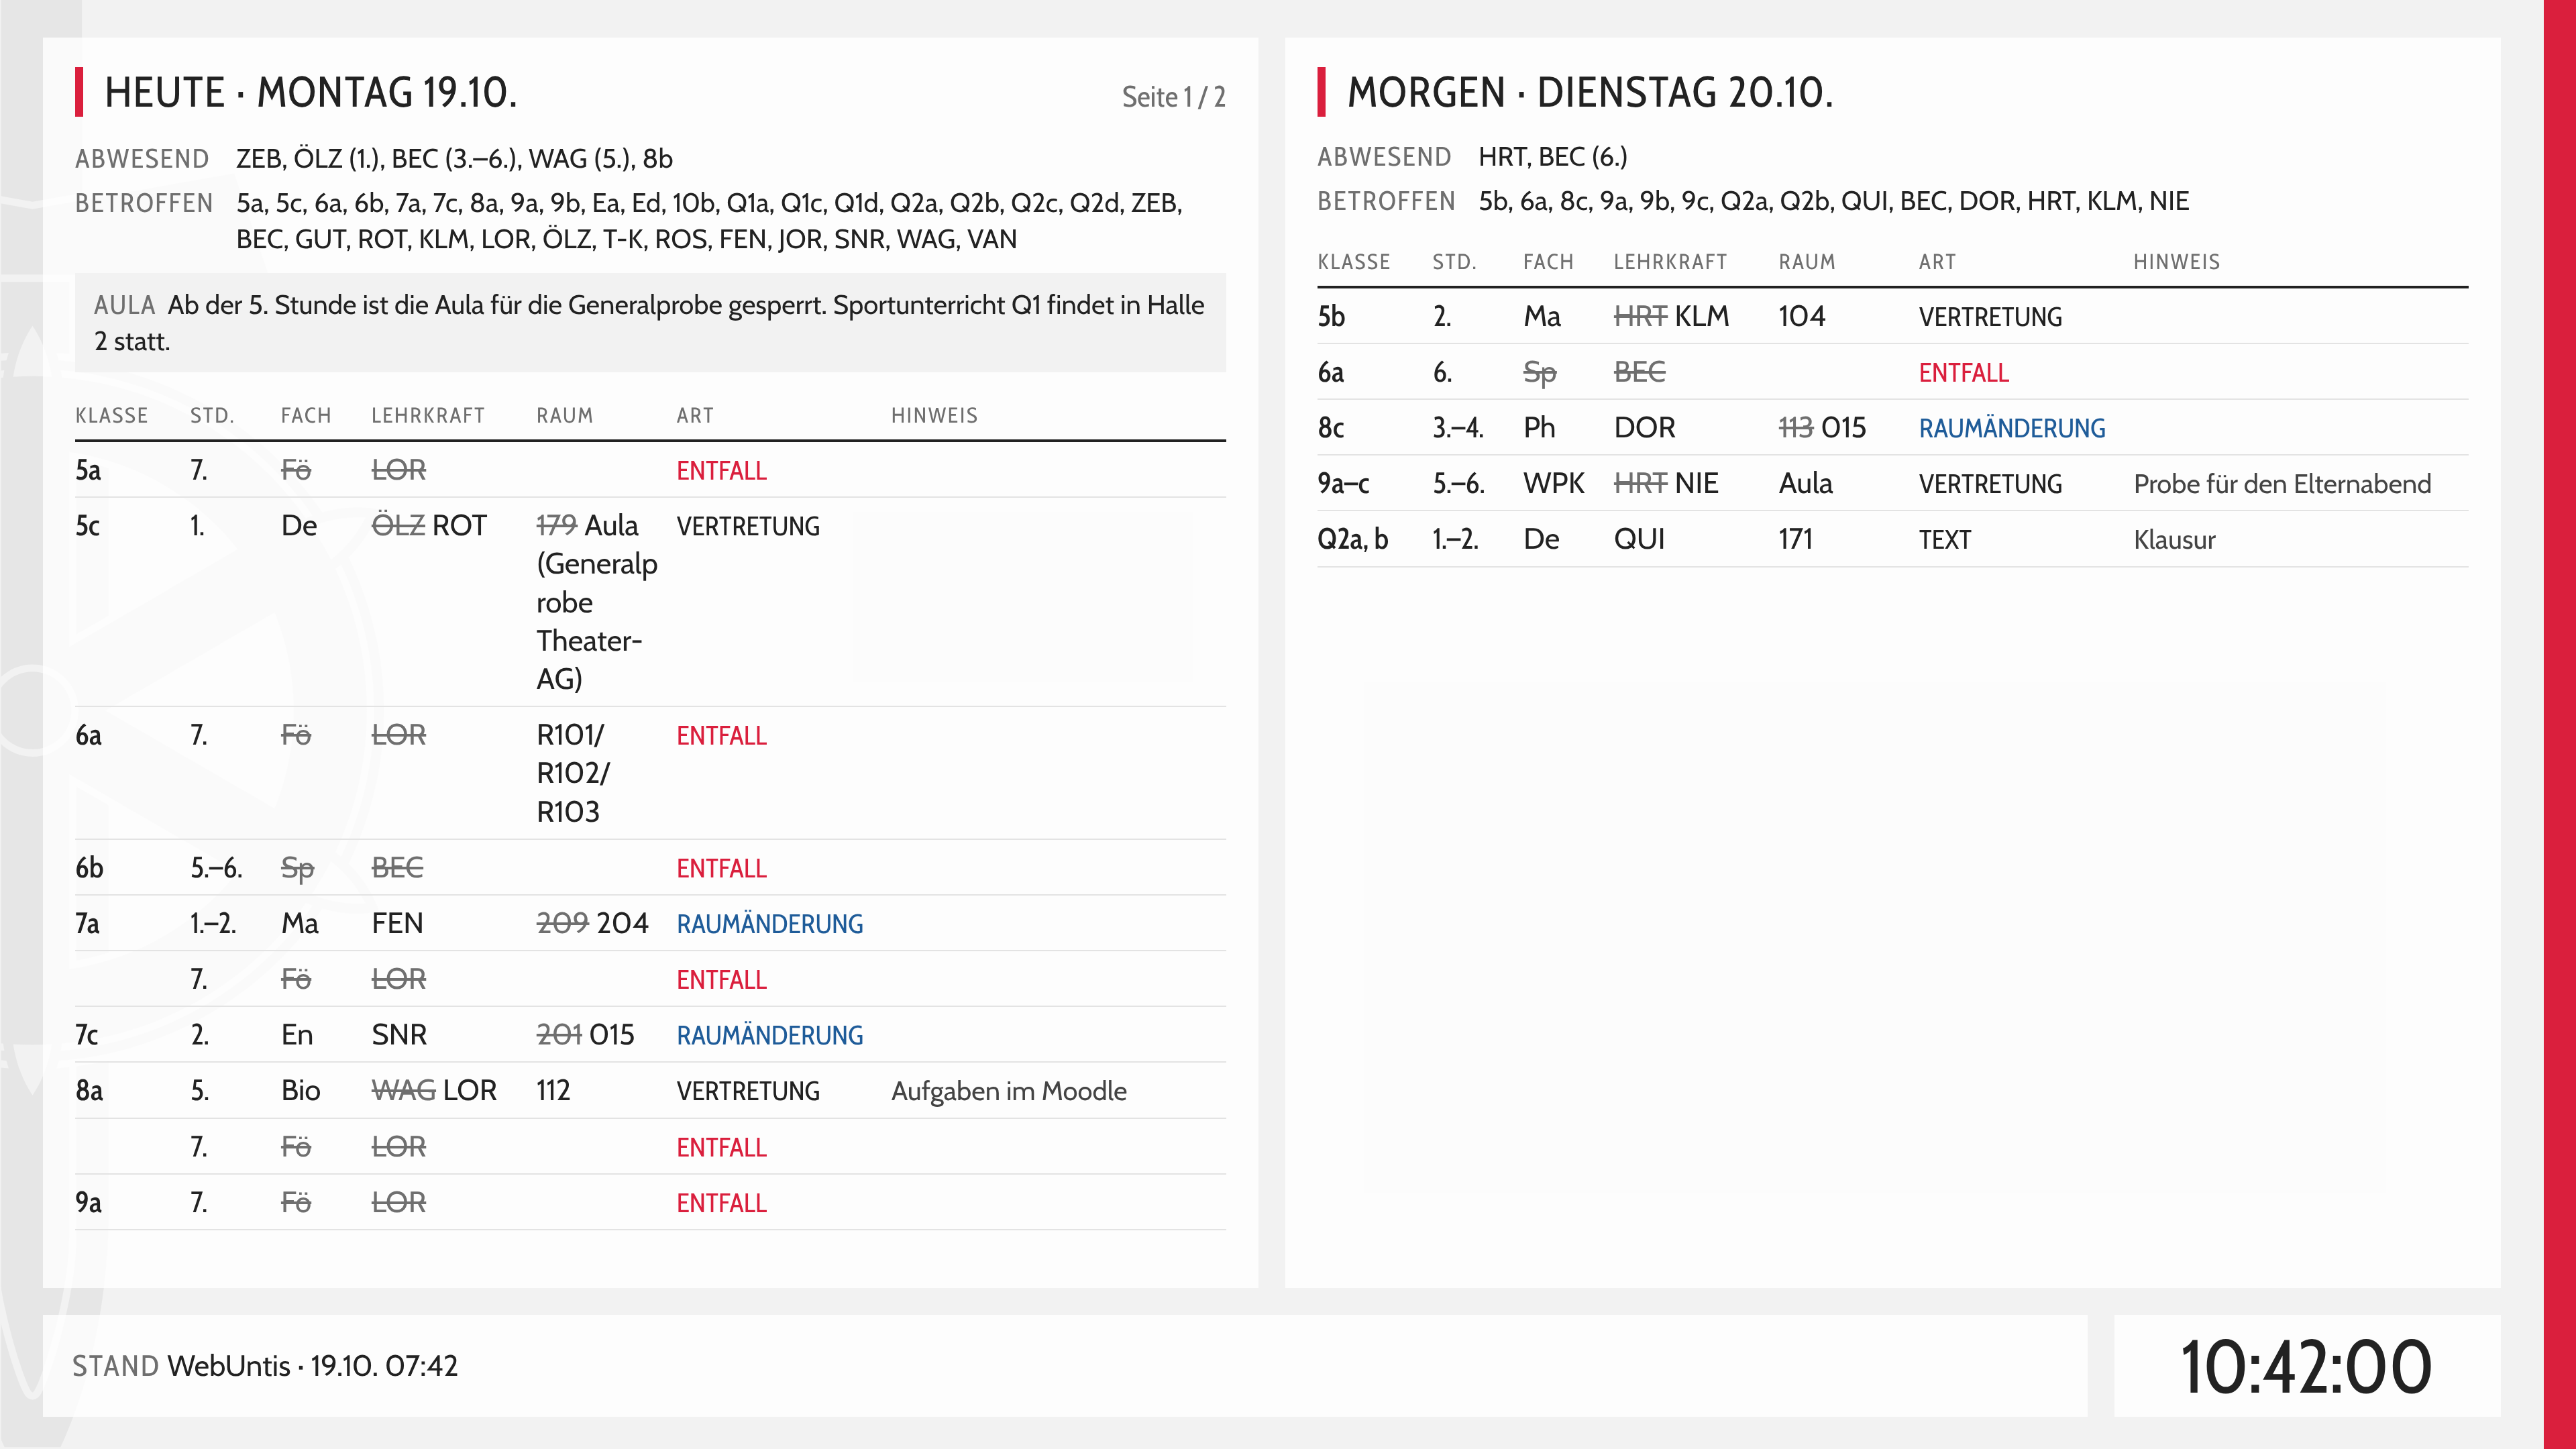 HEUTE · MONTAG 19.10.
Seite 1 / 2
ABWESEND ZEB, ÖLZ (1.), BEC (3.–6.), WAG (5.), 8b
BETROFFEN 5a, 5c, 6a, 6b, 7a, 7c, 8a, 9a, 9b, Ea, Ed, 10b, Q1a, Q1c, Q1d, Q2a, Q2b, Q2c, Q2d, ZEB,
BEC, GUT, ROT, KLM, LOR, ÖLZ, T-K, ROS, FEN, JOR, SNR, WAG, VAN
AULA Ab der 5. Stunde ist die Aula für die Generalprobe gesperrt. Sportunterricht Q1 findet in Halle
2 statt.
KLASSE STD. FACH LEHRKRAFT RAUM ART HINWEIS
5a 7. Fö LOR ENTFALL
5c 1. De ÖLZ ROT 179 Aula VERTRETUNG
(Generalp
robe
Theater-
AG)
6a 7. Fö LOR R101/ ENTFALL
R102/
R103
6b 5.–6. Sp BEC ENTFALL
7a 1.–2. Ma FEN 209 204 RAUMÄNDERUNG
7. Fö LOR ENTFALL
7c 2. En SNR 201 015 RAUMÄNDERUNG
8a 5. Bio WAG LOR 112 VERTRETUNG Aufgaben im Moodle
7. Fö LOR ENTFALL
9a 7. Fö LOR ENTFALL
MORGEN · DIENSTAG 20.10.
ABWESEND HRT, BEC (6.)
BETROFFEN 5b, 6a, 8c, 9a, 9b, 9c, Q2a, Q2b, QUI, BEC, DOR, HRT, KLM, NIE
KLASSE STD. FACH LEHRKRAFT RAUM ART HINWEIS
5b 2. Ma HRT KLM 104 VERTRETUNG
6a 6. Sp BEC ENTFALL
8c 3.–4. Ph DOR 113 015 RAUMÄNDERUNG
9a–c 5.–6. WPK HRT NIE Aula VERTRETUNG Probe für den Elternabend
Q2a, b 1.–2. De QUI 171 TEXT Klausur
STAND WebUntis · 19.10. 07:42
10:42:00